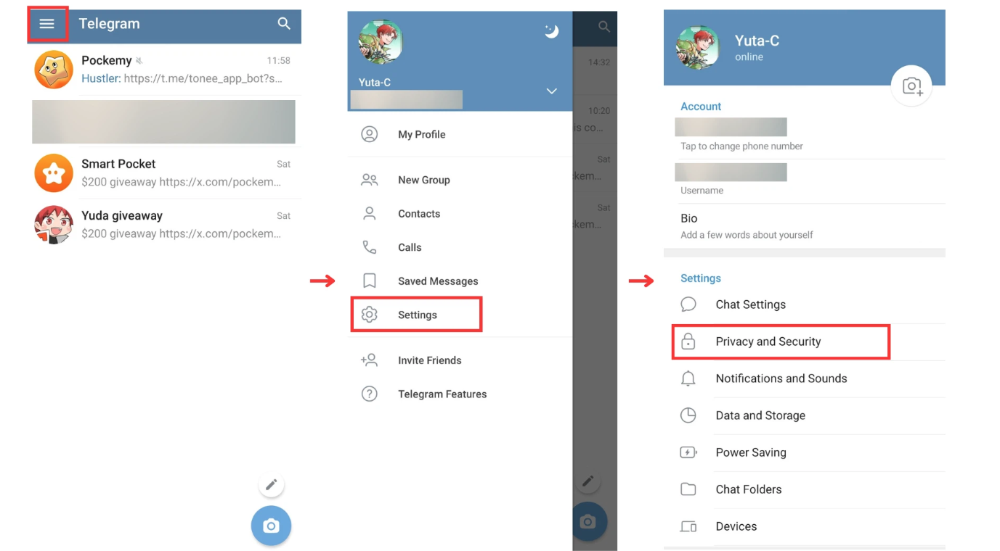 Telegram
Pockemy 11:58
Hustler: https://t.me/tonee_app_bot?s...
Smart Pocket Sat
$200 giveaway https://x.com/pockem...
Yuda giveaway Sat
$200 giveaway https://x.com/pockem...
Yuta-C
My Profile
New Group
Contacts
Calls
Saved Messages
Settings
Invite Friends
Telegram Features
14:32
10:20
is co...
Sat
kem...
Sat
kem...
Yuta-C
online
Account
Tap to change phone number
Username
Bio
Add a few words about yourself
Settings
Chat Settings
Privacy and Security
Notifications and Sounds
Data and Storage
Power Saving
Chat Folders
Devices